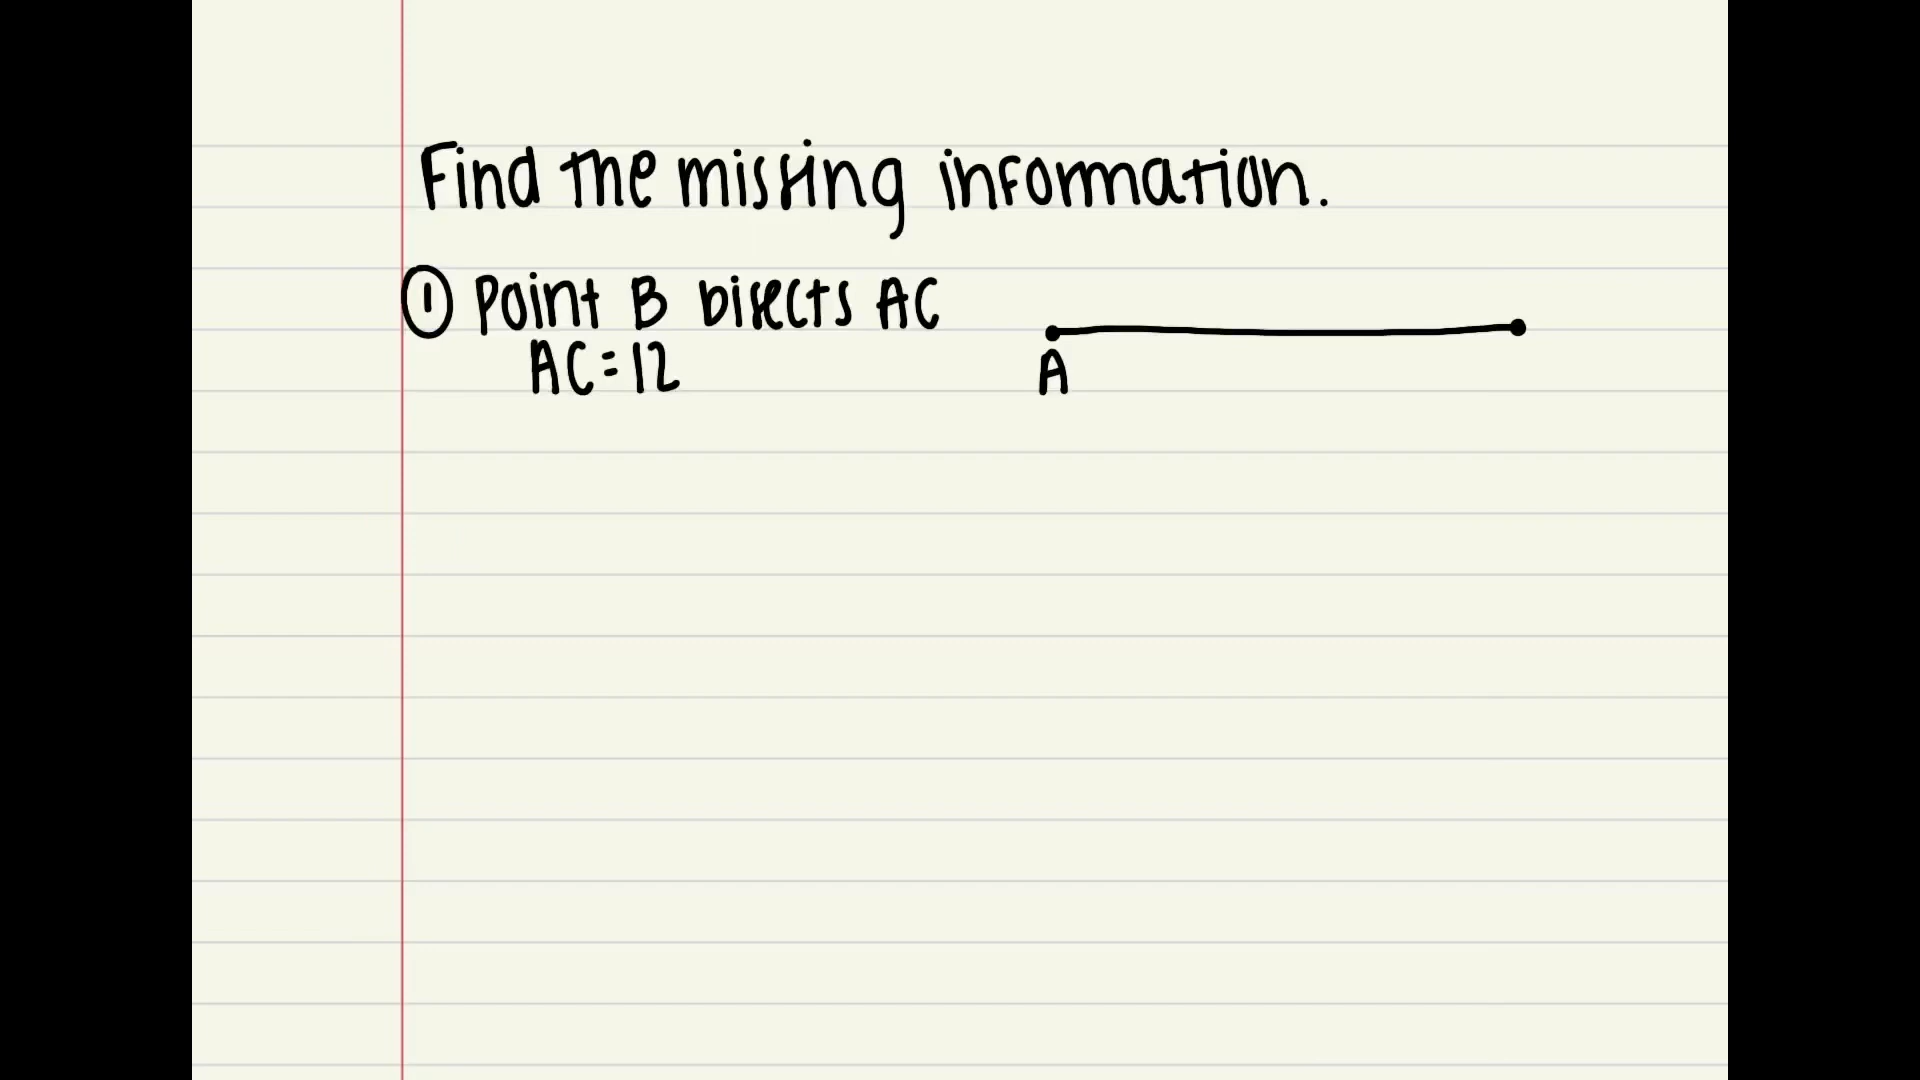 Find the missing information.
① Point B bisects AC
AC=12
A